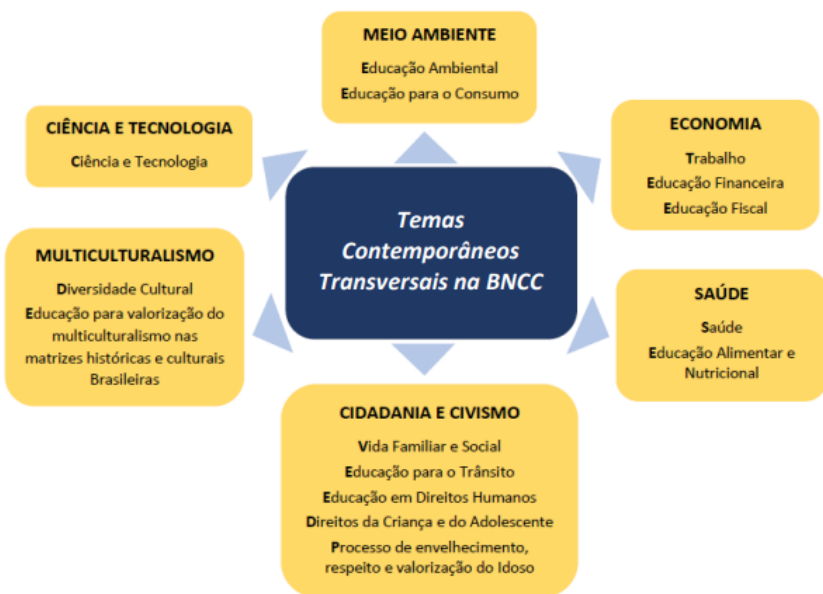 MEIO AMBIENTE
Educação Ambiental
Educação para o Consumo
CIÊNCIA E TECNOLOGIA
Ciência e Tecnologia
ECONOMIA
Trabalho
Educação Financeira
Educação Fiscal
Temas
Contemporâneos
Transversais na BNCC
MULTICULTURALISMO
Diversidade Cultural
Educação para valorização do
multiculturalismo nas
matrizes históricas e culturais
Brasileiras
SAÚDE
Saúde
Educação Alimentar e
Nutricional
CIDADANIA E CIVISMO
Vida Familiar e Social
Educação para o Trânsito
Educação em Direitos Humanos
Direitos da Criança e do Adolescente
Processo de envelhecimento,
respeito e valorização do Idoso